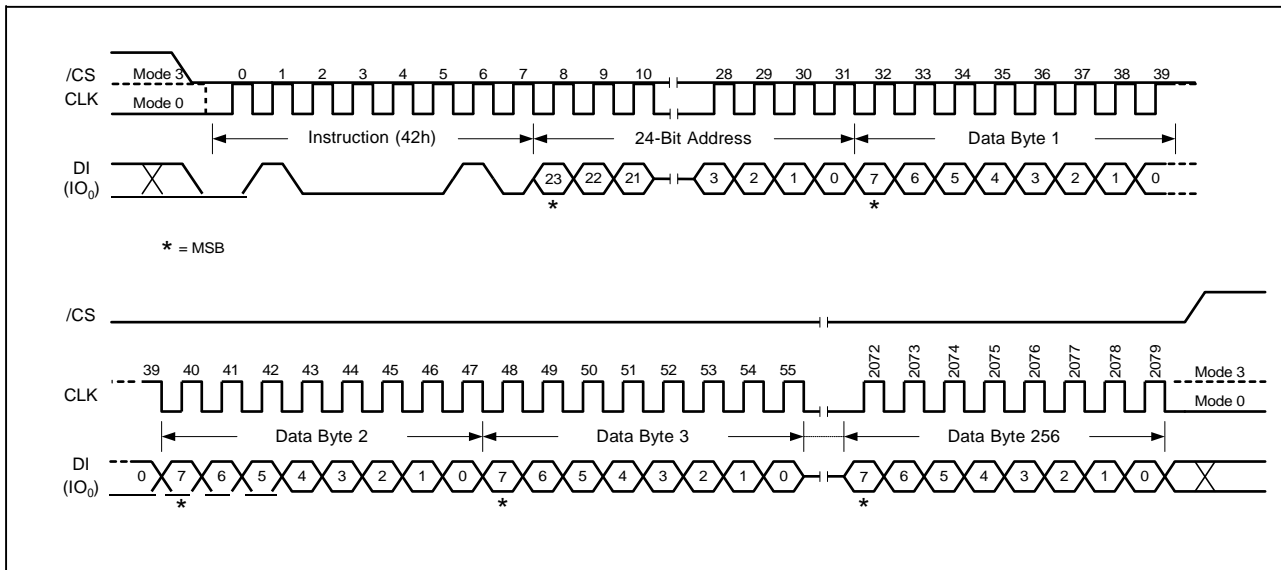 /CS
Mode 3 0 1 2 3 4 5 6 7 8 9 10 28 29 30 31 32 33 34 35 36 37 38 39
CLK
Mode 0
Instruction (42h) 24-Bit Address Data Byte 1
DI
(IO₀)
23 22 21 3 2 1 0 7 6 5 4 3 2 1 0
* *
* = MSB
/CS
39 40 41 42 43 44 45 46 47 48 49 50 51 52 53 54 55 2072 2073 2074 2075 2076 2077 2078 2079 Mode 3
CLK
Mode 0
Data Byte 2 Data Byte 3 Data Byte 256
DI
(IO₀)
0 7 6 5 4 3 2 1 0 7 6 5 4 3 2 1 0 7 6 5 4 3 2 1 0
* * *